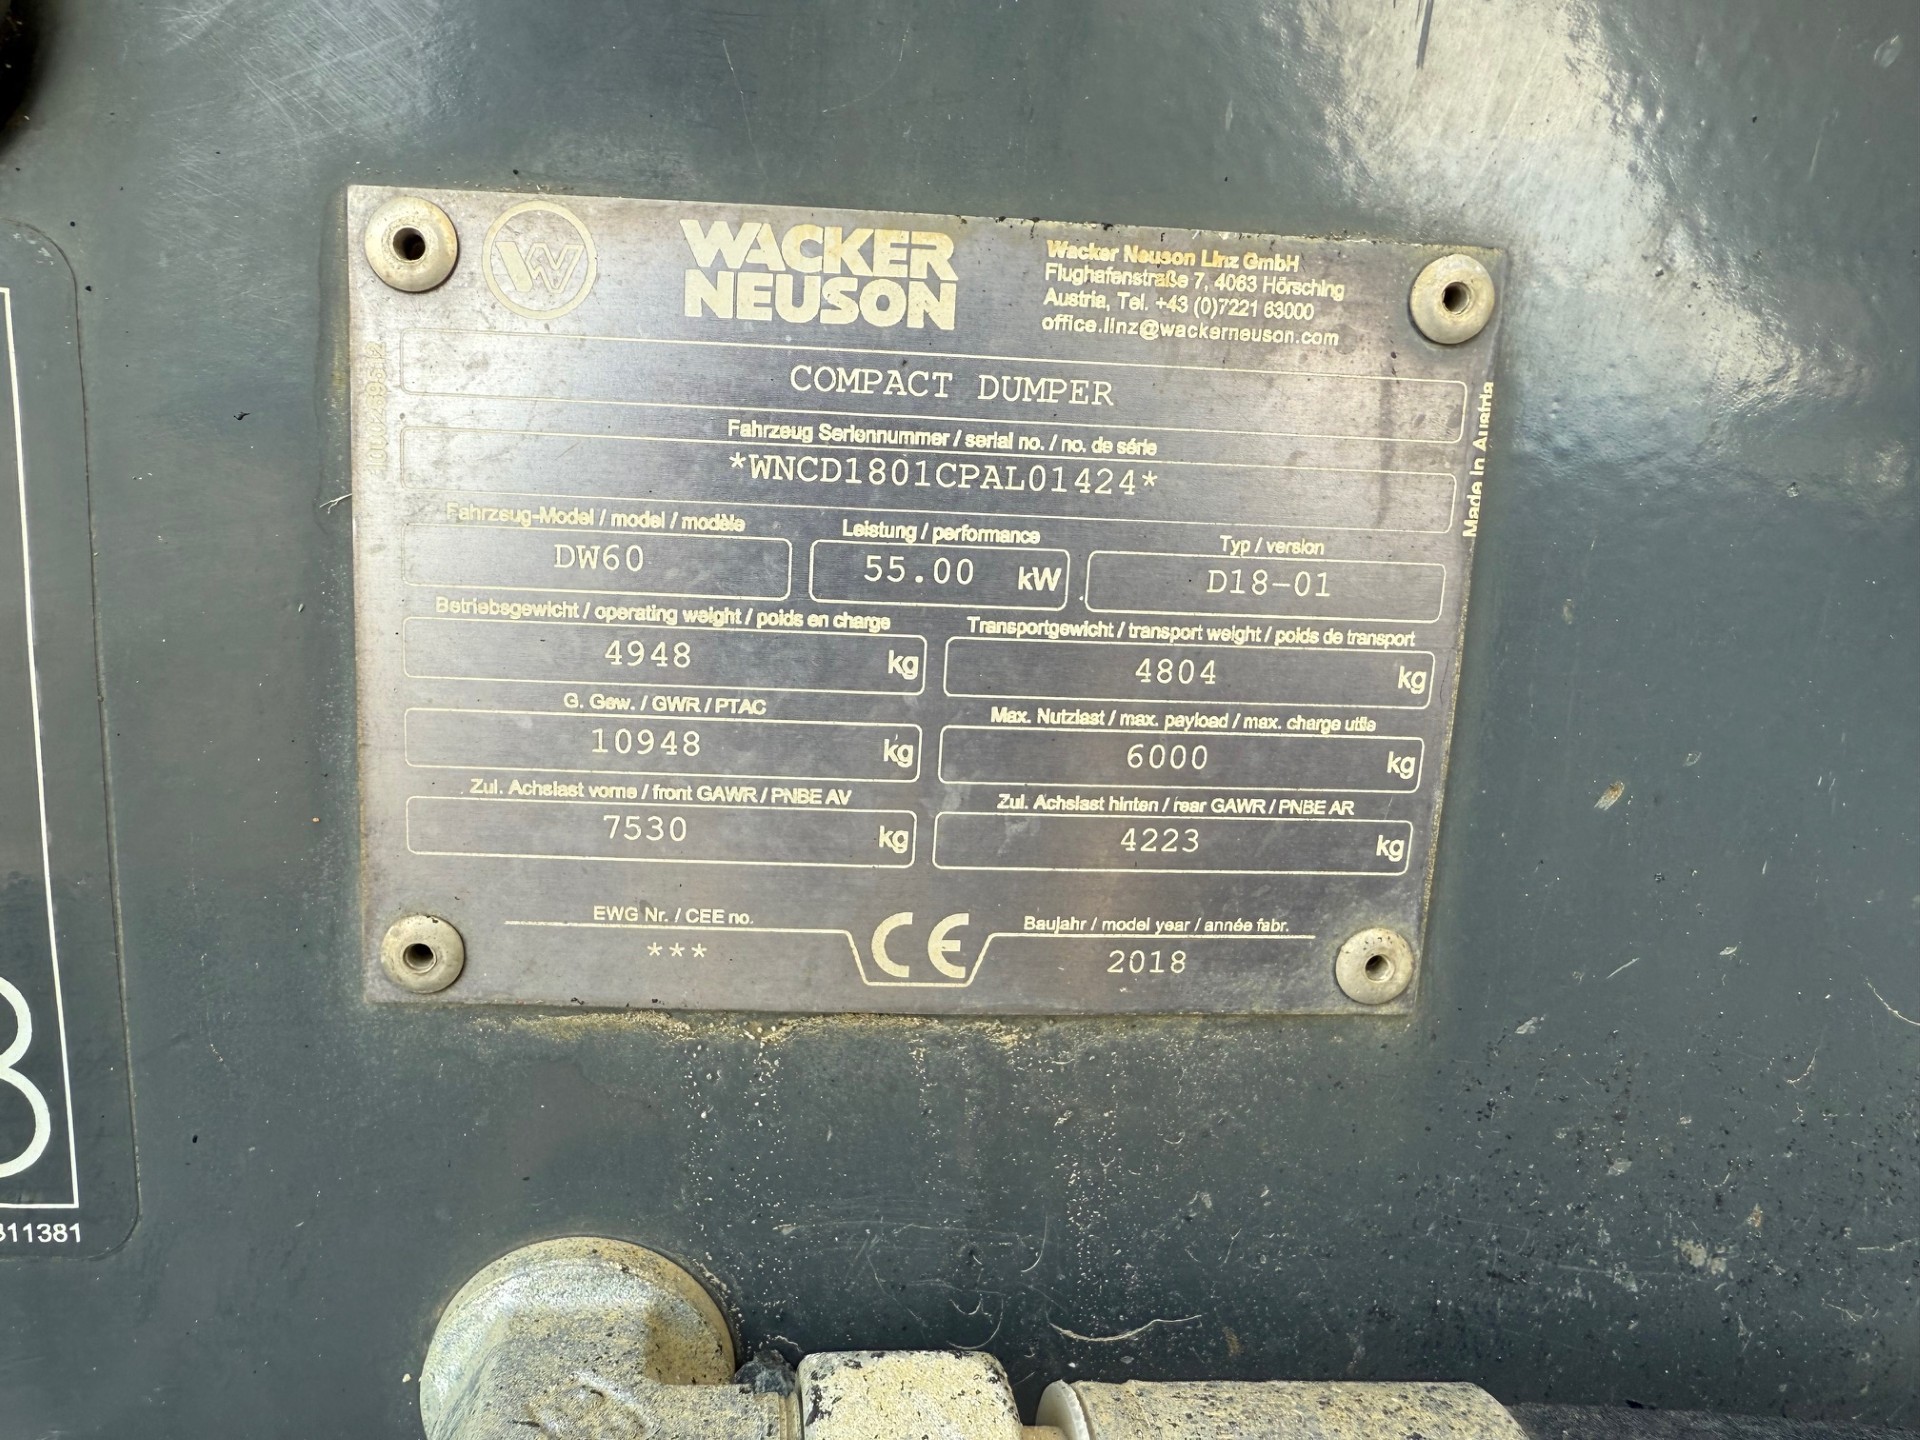 WACKER
NEUSON
Wacker Neuson Linz GmbH
Flughafenstraße 7, 4063 Hörsching
Austria, Tel. +43 (0)7221 63000
office.linz@wackerneuson.com
COMPACT DUMPER
Made in Austria
Fahrzeug Seriennummer / serial no. / no. de série
*WNCD1801CPAL01424*
Fahrzeug-Model / model / modèle
DW60
Leistung / performance
55.00 kW
Typ / version
D18-01
Betriebsgewicht / operating weight / poids en charge
4948 kg
Transportgewicht / transport weight / poids de transport
4804 kg
G. Gew. / GWR / PTAC
10948 kg
Max. Nutzlast / max. payload / max. charge utile
6000 kg
Zul. Achslast vorne / front GAWR / PNBE AV
7530 kg
Zul. Achslast hinten / rear GAWR / PNBE AR
4223 kg
EWG Nr. / CEE no.
***
CE
Baujahr / model year / année fabr.
2018
311381